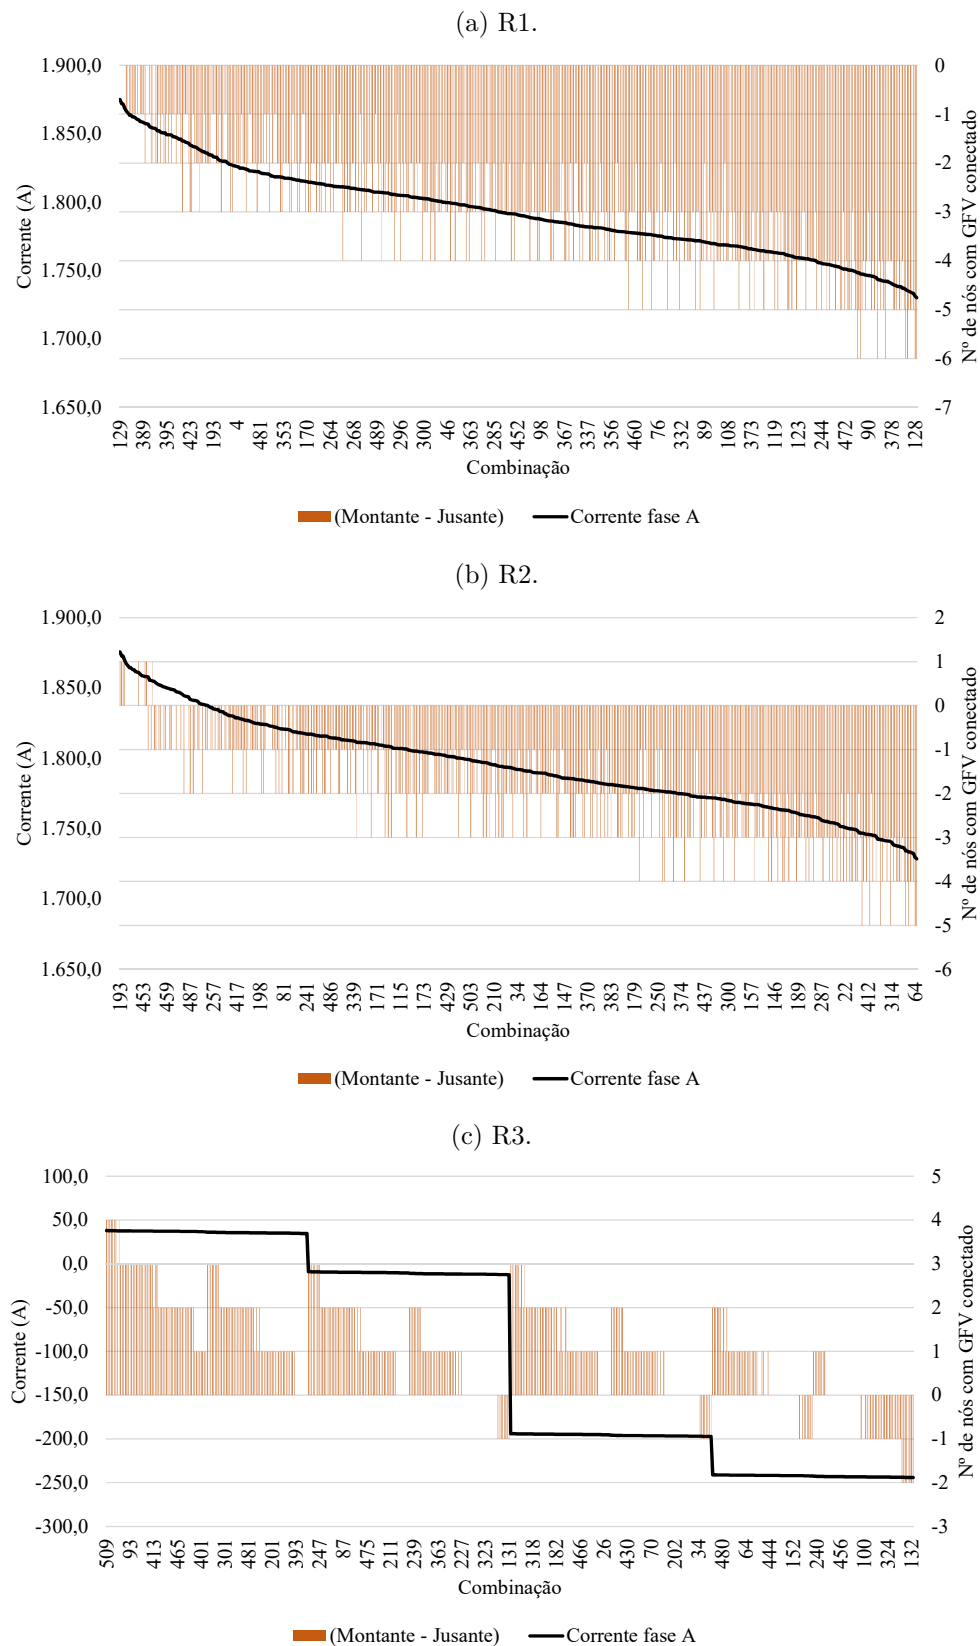 (a) R1.
1.900,0
1.850,0
1.800,0
1.750,0
1.700,0
1.650,0
Corrente (A)
0
-1
-2
-3
-4
-5
-6
-7
Nº de nós com GFV conectado
129 389 395 423 193 4 481 353 170 264 268 489 296 300 46 363 285 452 98 367 337 356 460 76 332 89 108 373 119 123 244 472 90 378 128
Combinação
(Montante - Jusante) Corrente fase A
(b) R2.
1.900,0
1.850,0
1.800,0
1.750,0
1.700,0
1.650,0
Corrente (A)
2
1
0
-1
-2
-3
-4
-5
-6
Nº de nós com GFV conectado
193 453 459 487 257 417 198 81 241 486 339 171 115 173 429 503 210 34 164 147 370 383 179 250 374 437 300 157 146 189 287 22 412 314 64
Combinação
(Montante - Jusante) Corrente fase A
(c) R3.
100,0
50,0
0,0
-50,0
-100,0
-150,0
-200,0
-250,0
-300,0
Corrente (A)
5
4
3
2
1
0
-1
-2
-3
Nº de nós com GFV conectado
509 93 413 465 401 301 481 201 393 247 87 475 211 239 363 227 323 131 318 182 466 26 430 70 202 34 480 64 444 152 240 456 100 324 132
Combinação
(Montante - Jusante) Corrente fase A